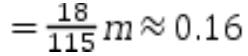 = 18/115 m ≈ 0.16